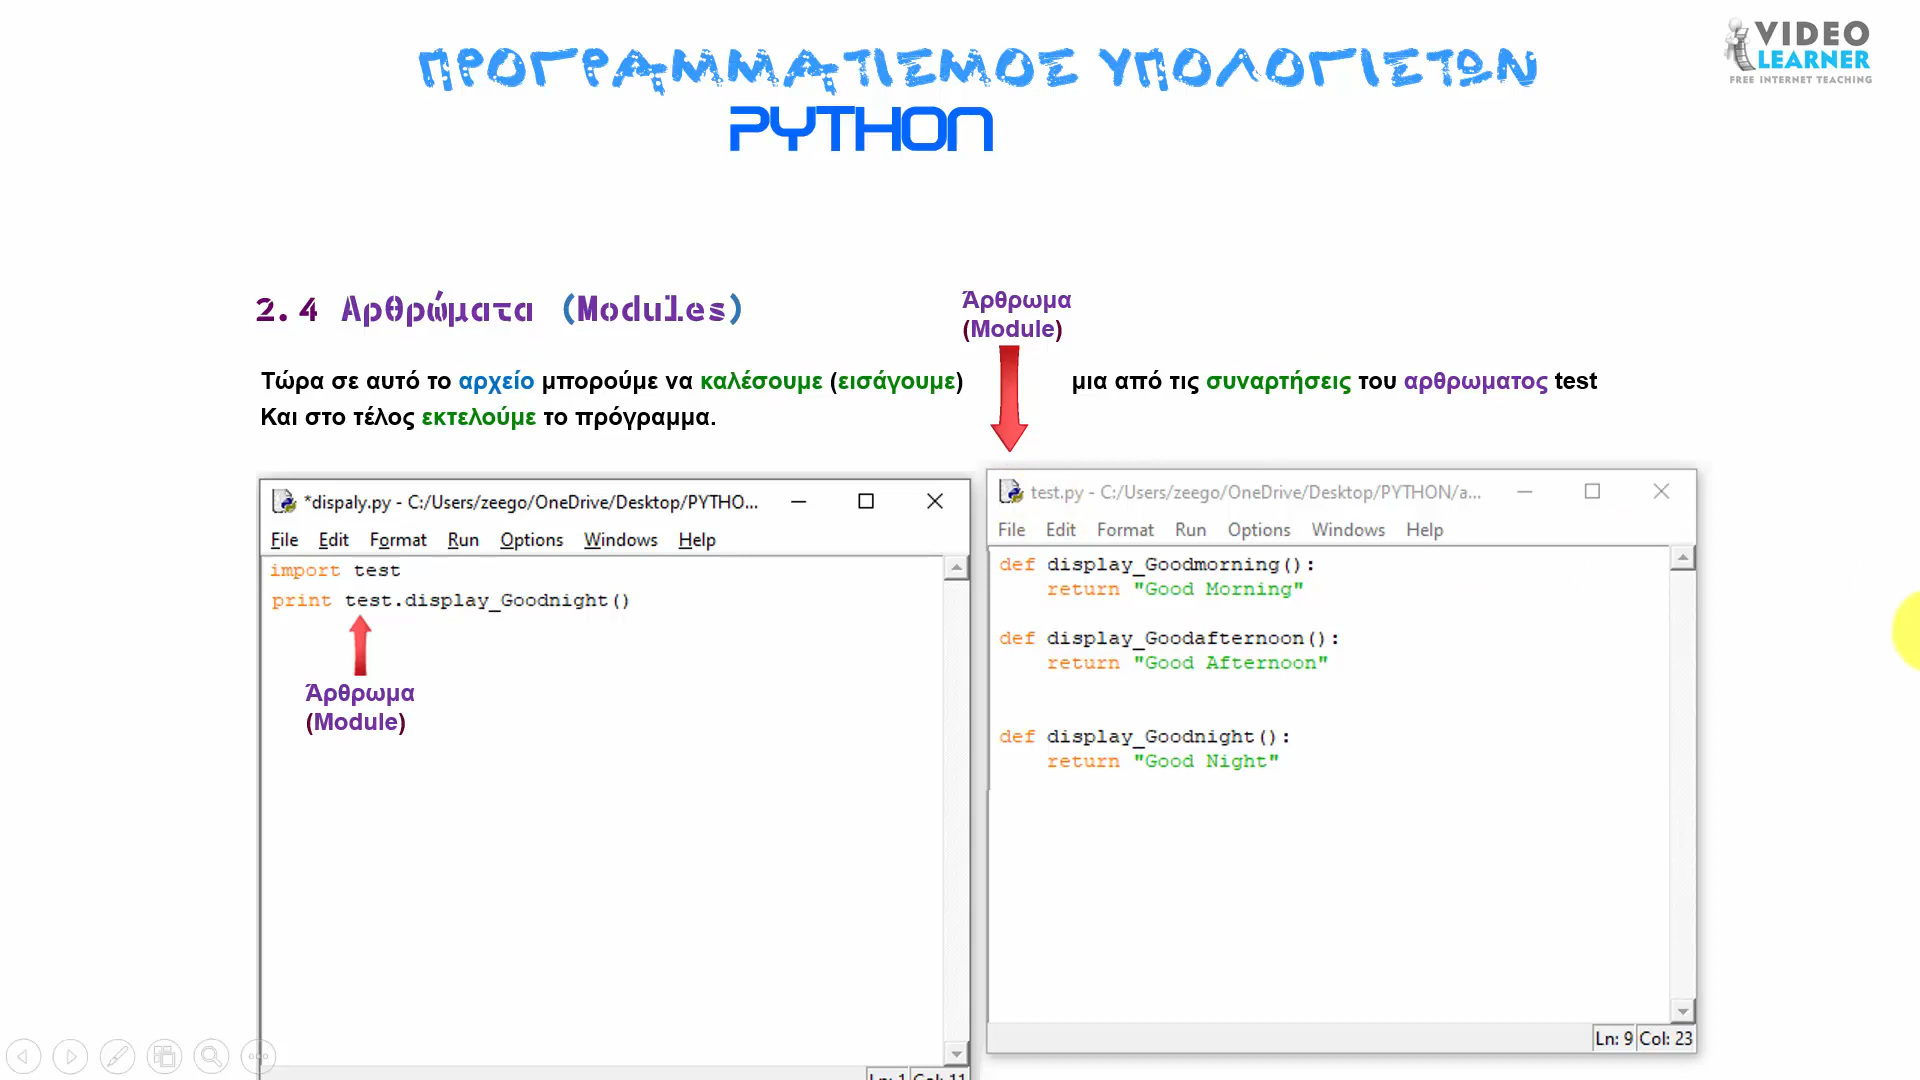 ΠΡΟΓΡΑΜΜΑΤΙΣΜΟΣ ΥΠΟΛΟΓΙΣΤΩΝ
PYTHON
VIDEO
LEARNER
FREE INTERNET TEACHING
2.4 Αρθρώματα (Modules)
Άρθρωμα
(Module)
Τώρα σε αυτό το αρχείο μπορούμε να καλέσουμε (εισάγουμε) μια από τις συναρτήσεις του αρθρωματος test
Και στο τέλος εκτελούμε το πρόγραμμα.
*dispaly.py - C:/Users/zeego/OneDrive/Desktop/PYTHO...
File Edit Format Run Options Windows Help
import test
print test.display_Goodnight()
Άρθρωμα
(Module)
test.py - C:/Users/zeego/OneDrive/Desktop/PYTHON/a...
File Edit Format Run Options Windows Help
def display_Goodmorning():
return "Good Morning"
def display_Goodafternoon():
return "Good Afternoon"
def display_Goodnight():
return "Good Night"
Ln: 9 Col: 23
Ln: 1 Col: 11